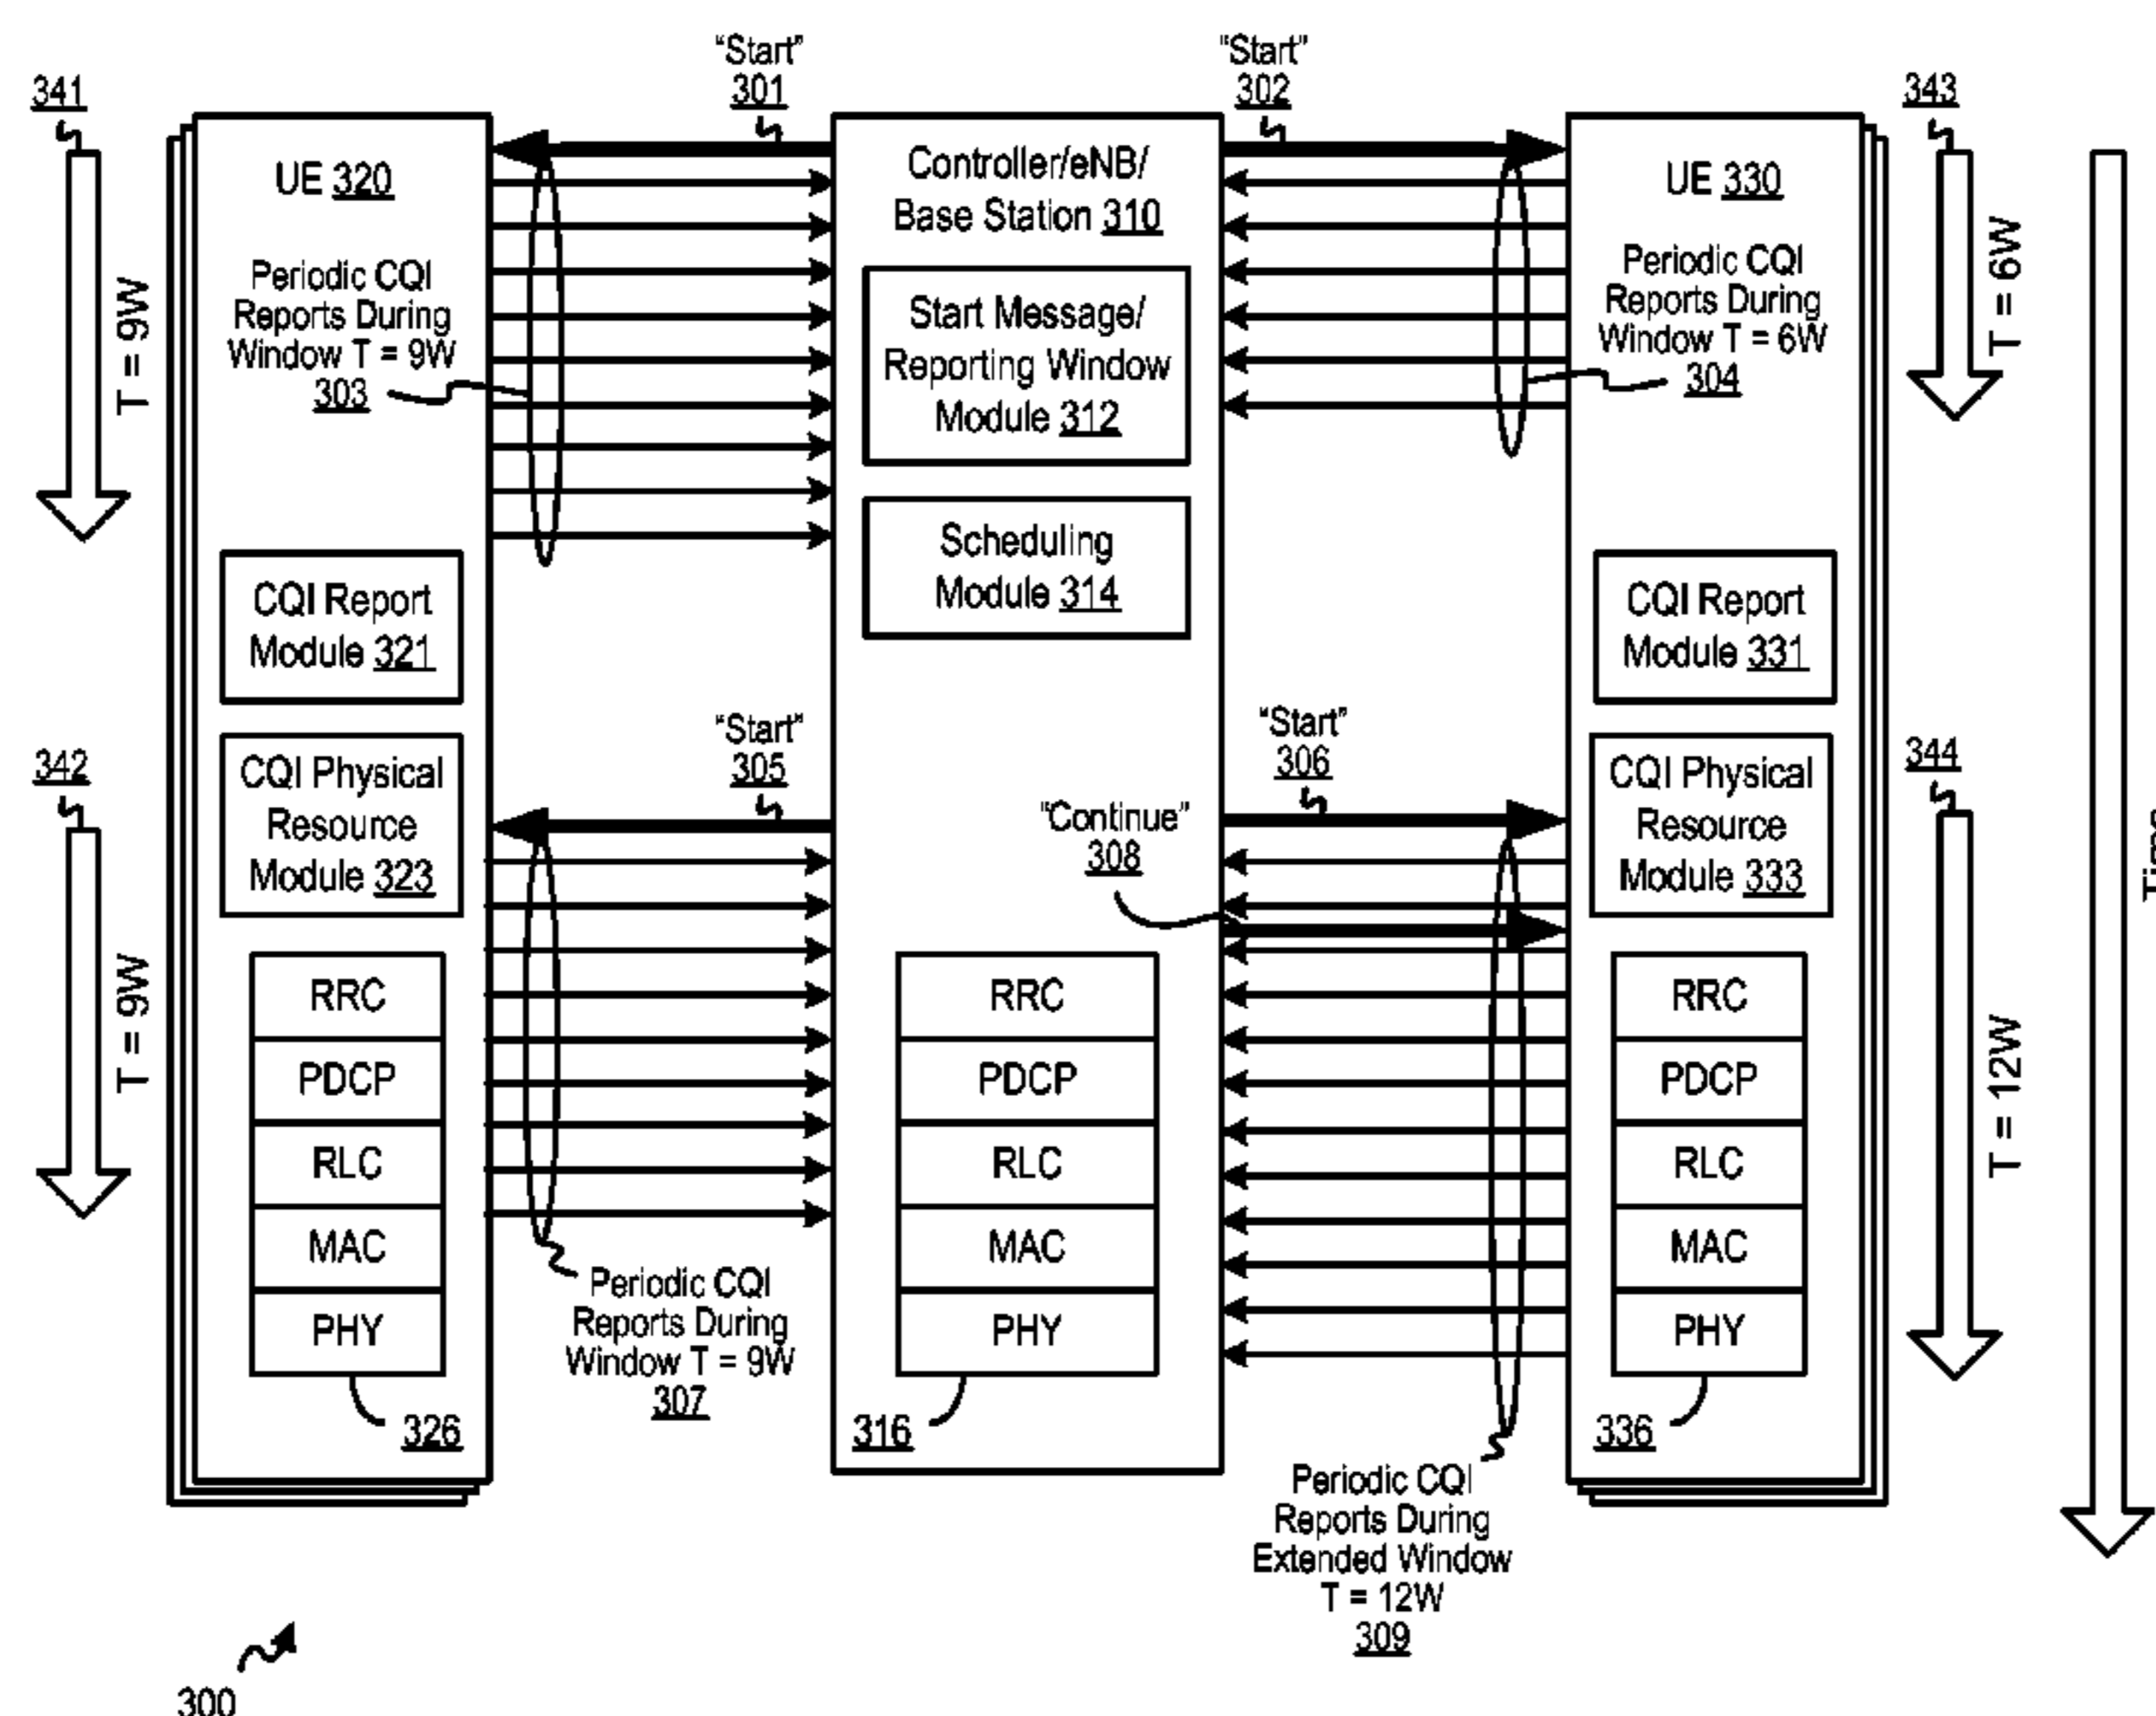 "Start"
301
"Start"
302
341
343
UE 320
Controller/eNB/
Base Station 310
UE 330
T = 9W
Periodic CQI
Reports During
Window T = 9W
303
Start Message/
Reporting Window
Module 312
Periodic CQI
Reports During
Window T = 6W
304
T = 6W
Scheduling
Module 314
CQI Report
Module 321
CQI Report
Module 331
342
CQI Physical
Resource
Module 323
"Start"
305
"Start"
306
"Continue"
308
CQI Physical
Resource
Module 333
344
T = 9W
RRC
PDCP
RLC
MAC
PHY
326
Periodic CQI
Reports During
Window T = 9W
307
RRC
PDCP
RLC
MAC
PHY
316
RRC
PDCP
RLC
MAC
PHY
336
T = 12W
Periodic CQI
Reports During
Extended Window
T = 12W
309
300